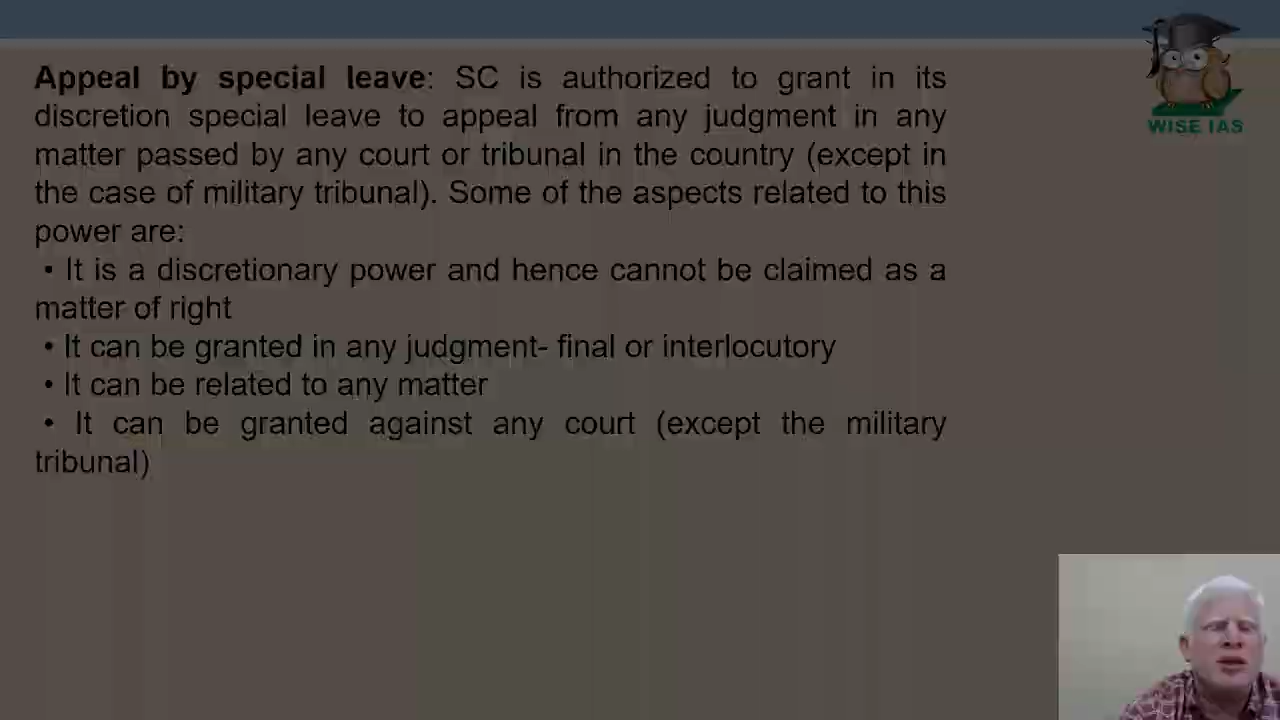 Appeal by special leave: SC is authorized to grant in its
discretion special leave to appeal from any judgment in any
matter passed by any court or tribunal in the country (except in
the case of military tribunal). Some of the aspects related to this
power are:
• It is a discretionary power and hence cannot be claimed as a
matter of right
• It can be granted in any judgment- final or interlocutory
• It can be related to any matter
• It can be granted against any court (except the military
tribunal)
WISE IAS